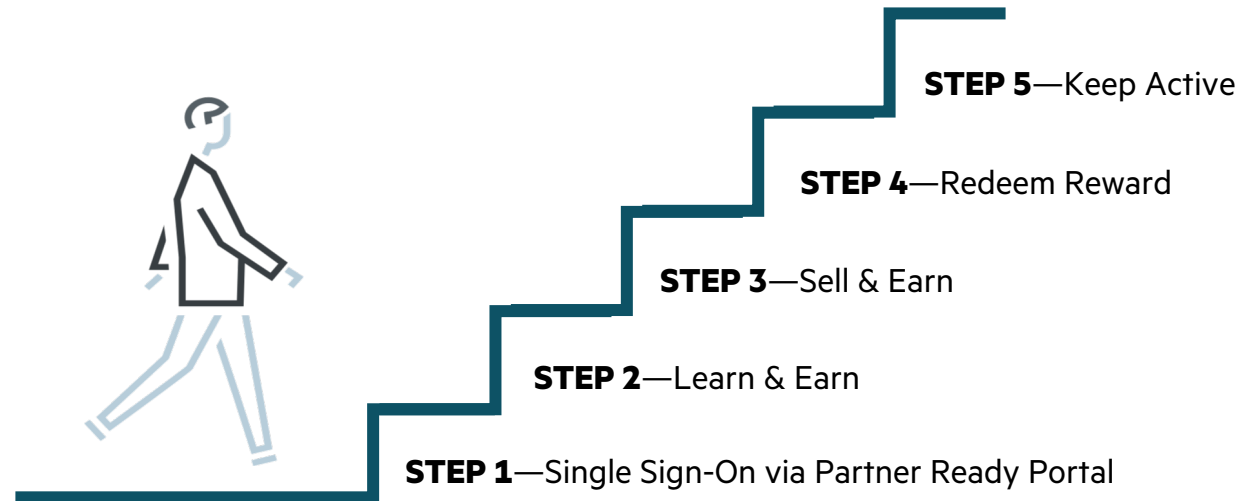 STEP 5—Keep Active
STEP 4—Redeem Reward
STEP 3—Sell & Earn
STEP 2—Learn & Earn
STEP 1—Single Sign-On via Partner Ready Portal